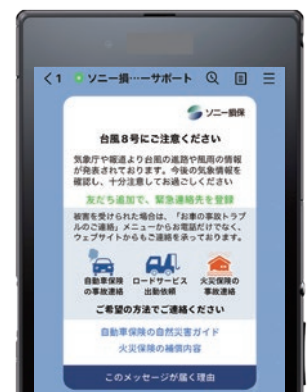 1 ソニー損…ーサポート
ソニー損保
台風8号にご注意ください
気象庁や報道より台風の進路や風雨の情報
が発表されております。今後の気象情報を
確認し、十分注意してお過ごしください
友だち追加で、緊急連絡先を登録
被害を受けられた場合は、「お車の事故トラブ
ルのご連絡」メニューからお電話だけでなく、
ウェブサイトからもご連絡を承っております。
自動車保険 ロードサービス 火災保険の
の事故連絡 出動依頼 事故連絡
ご希望の方法でご連絡ください
自動車保険の自然災害ガイド
火災保険の補償内容
このメッセージが届く理由